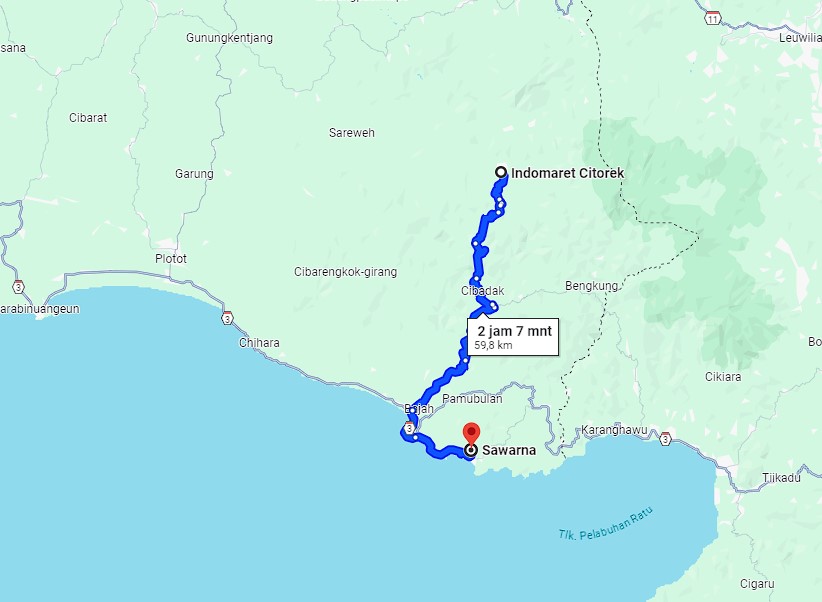 11
Leuwilia
Gunungkentjang
sana
Cibarat
Sareweh
Indomaret Citorek
Garung
Plotot
Cibarengkok-girang
3
Cibadak
Bengkung
arabinuangeun
3
2 jam 7 mnt
59,8 km
Chihara
Bo
Cikiara
Pamubulan
Bajah
3
Karanghawu
3
Sawarna
Tjikadu
Tlk. Pelabuhan Ratu
Cigaru